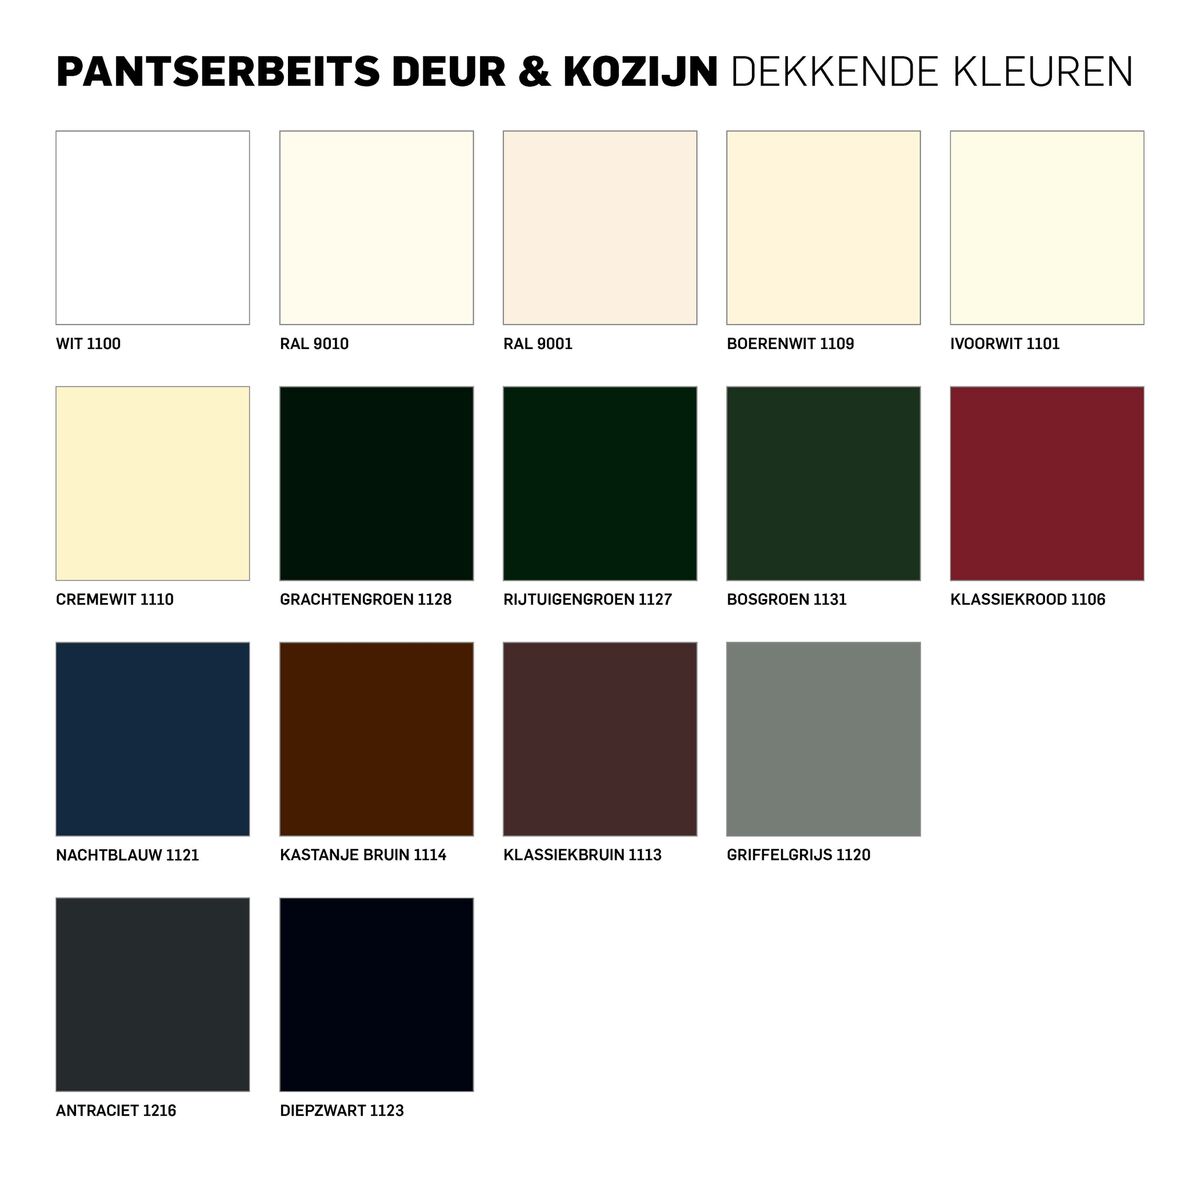 PANTSERBEITS DEUR & KOZIJN DEKKENDE KLEUREN
WIT 1100
RAL 9010
RAL 9001
BOERENWIT 1109
IVOORWIT 1101
CREMEWIT 1110
GRACHTENGROEN 1128
RIJTUIGENGROEN 1127
BOSGROEN 1131
KLASSIEKROOD 1106
NACHTBLAUW 1121
KASTANJE BRUIN 1114
KLASSIEKBRUIN 1113
GRIFFELGRIJS 1120
ANTRACIET 1216
DIEPZWART 1123